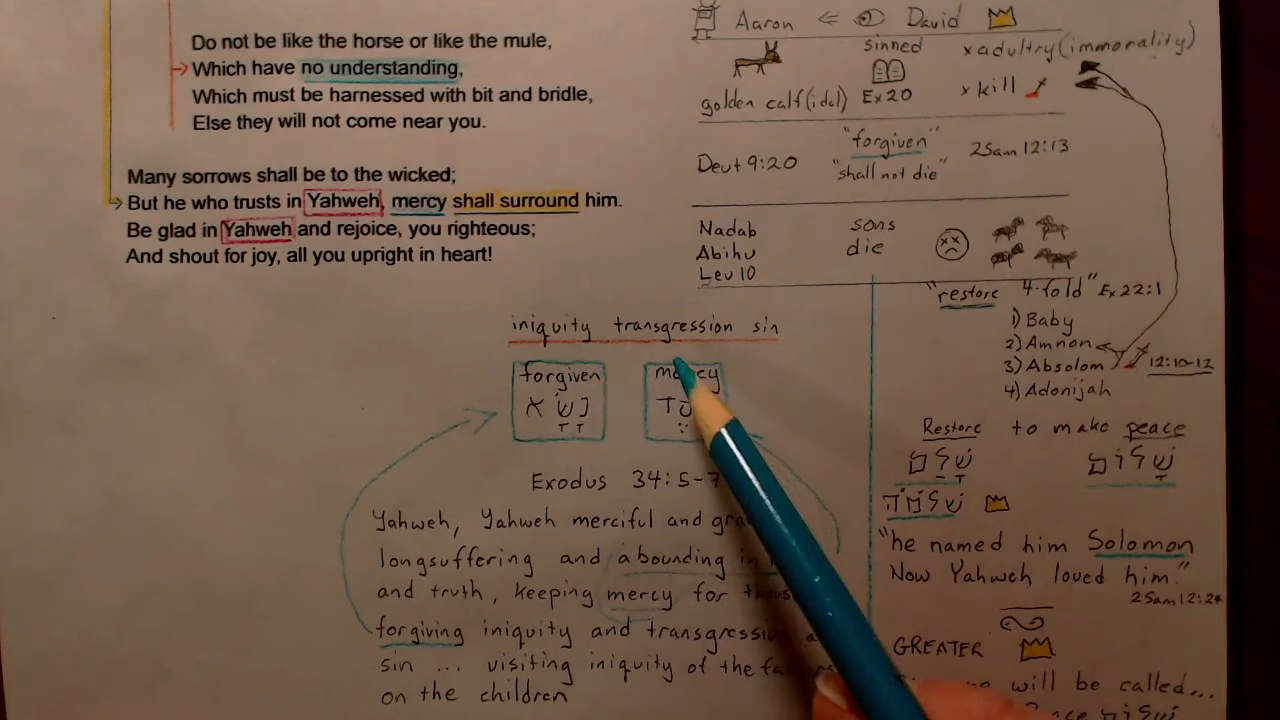 Do not be like the horse or like the mule,
Which have no understanding,
Which must be harnessed with bit and bridle,
Else they will not come near you.
Many sorrows shall be to the wicked;
But he who trusts in Yahweh, mercy shall surround him.
Be glad in Yahweh and rejoice, you righteous;
And shout for joy, all you upright in heart!
Aaron ⇐ David
sinned
x adultry (immorality)
golden calf (idal) Ex 20 x kill
Deut 9:20 "forgiven" 2 Sam 12:13
"shall not die"
Nadab sons
Abihu die
Lev 10
"restore 4-fold" Ex 22:1
1) Baby
2) Amnon
3) Absolom 12:10-12
4) Adonijah
iniquity transgression sin
forgiven mercy
נָשָׂא
Exodus 34:5-7
Yahweh, Yahweh merciful and
longsuffering and abounding in
and truth, keeping mercy for
forgiving iniquity and
sin ... visiting iniquity of the
on the children
Restore to make peace
שָׁלַם שָׁלוֹם
שְׁלֹמֹה
"he named him Solomon
Now Yahweh loved him."
2 Sam 12:24
GREATER
will be called...